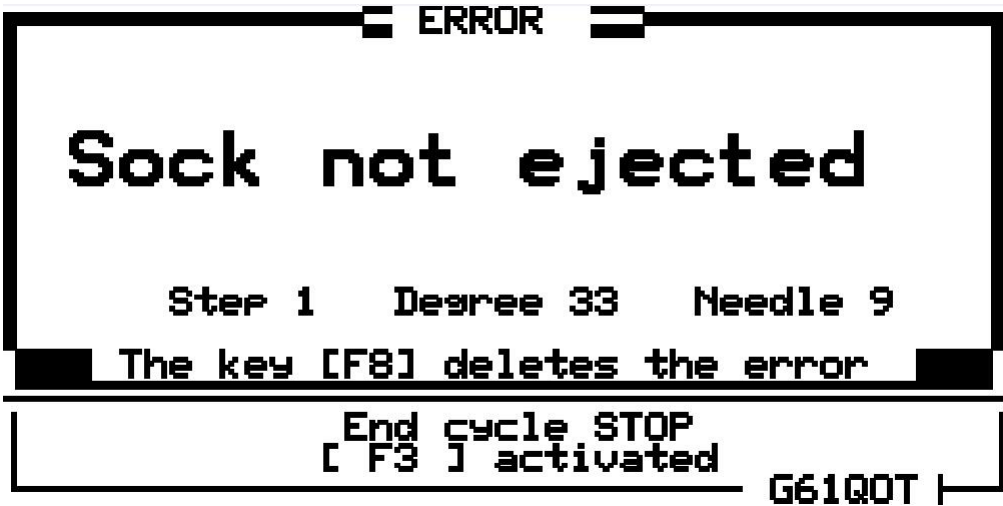 ERROR
Sock not ejected
Step 1 Degree 33 Needle 9
The key [F8] deletes the error
End cycle STOP
[ F3 ] activated
G61QOT